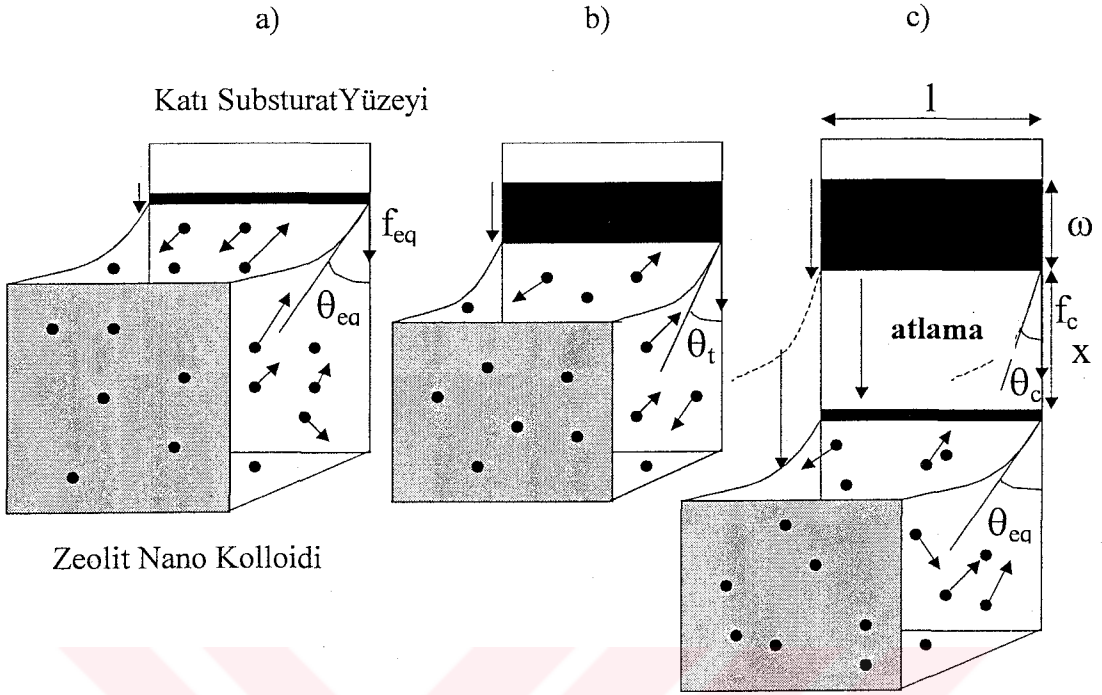 a)
b)
c)
Katı SubsturatYüzeyi
l
f_eq
θ_eq
θ_t
ω
atlama
f_c
x
θ_c
θ_eq
Zeolit Nano Kolloidi